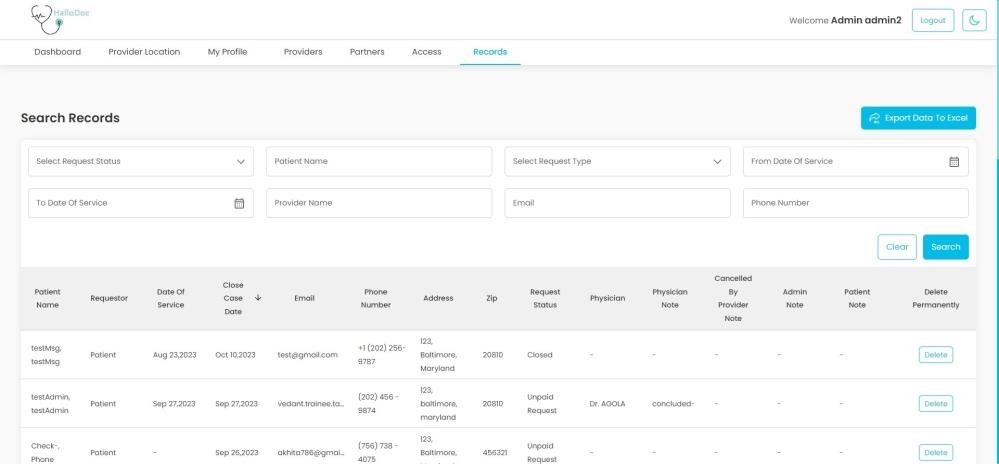 HalloDoc
Welcome Admin admin2 Logout
Dashboard Provider Location My Profile Providers Partners Access Records
Search Records Export Data To Excel
Select Request Status Patient Name Select Request Type From Date Of Service
To Date Of Service Provider Name Email Phone Number
Clear Search
Patient Name Requestor Date Of Service Close Case Date Email Phone Number Address Zip Request Status Physician Physician Note Cancelled By Provider Note Admin Note Patient Note Delete Permanently
testMsg, testMsg Patient Aug 23,2023 Oct 10,2023 test@gmail.com +1 (202) 256-9787 123, Baltimore, Maryland 20810 Closed - - - - - Delete
testAdmin, testAdmin Patient Sep 27,2023 Sep 27,2023 vedant.trainee.ta... (202) 456 - 9874 123, baltimore, maryland 20810 Unpaid Request Dr. AGOLA concluded- - - - Delete
Check-, Phone Patient - Sep 26,2023 akhita786@gmai... (756) 738 - 4075 123, Baltimore, 456321 Unpaid Request - - - - - Delete